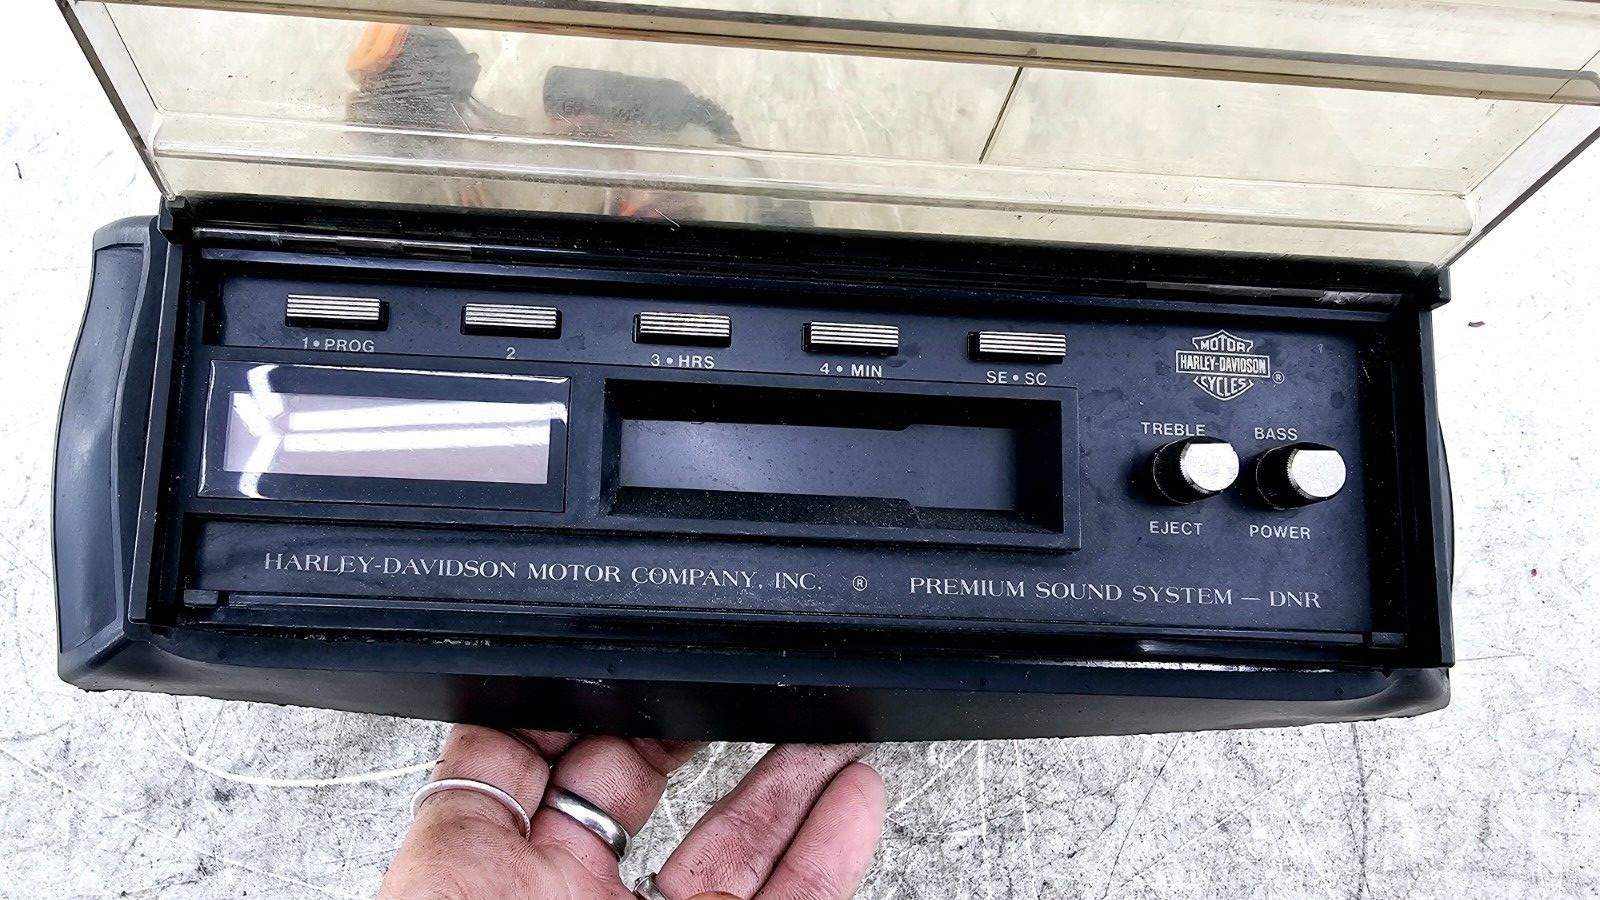 1•PROG
2
3•HRS
4•MIN
SE•SC
MOTOR
HARLEY-DAVIDSON
CYCLES
®
TREBLE BASS
EJECT POWER
HARLEY-DAVIDSON MOTOR COMPANY, INC. ® PREMIUM SOUND SYSTEM — DNR